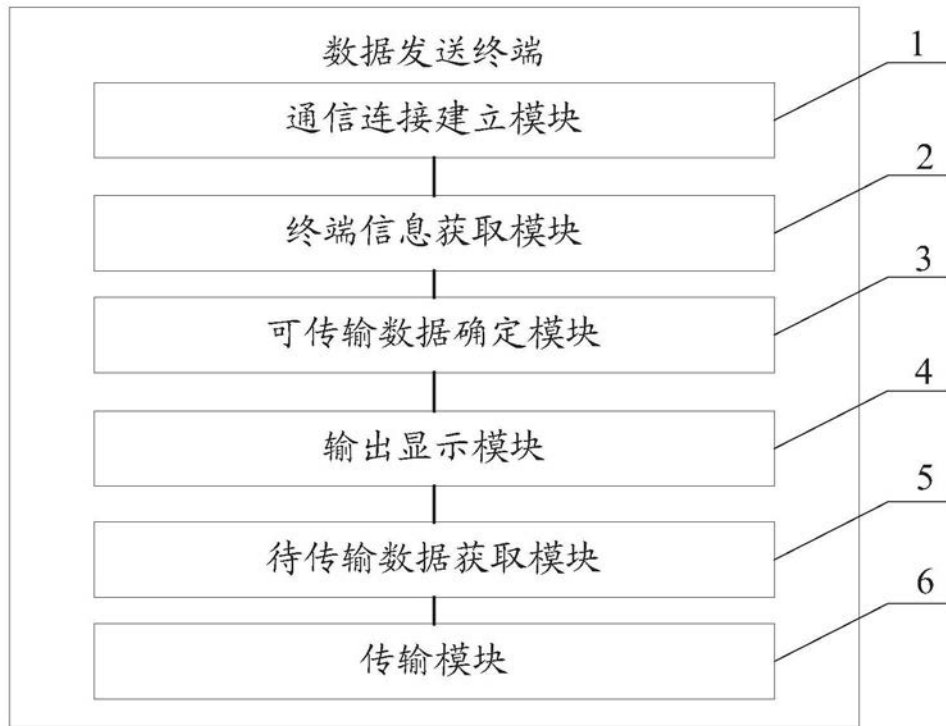 数据发送终端
1
通信连接建立模块
2
终端信息获取模块
3
可传输数据确定模块
4
输出显示模块
5
待传输数据获取模块
6
传输模块